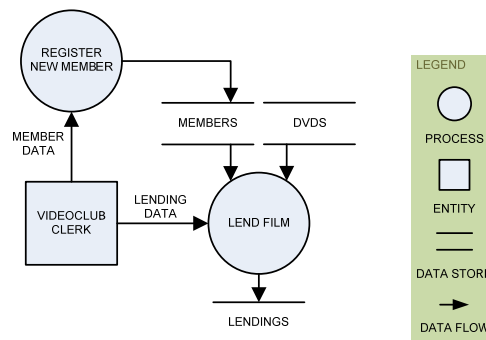 REGISTER
NEW MEMBER
MEMBER
DATA
MEMBERS
DVDS
VIDEOCLUB
CLERK
LENDING
DATA
LEND FILM
LENDINGS
LEGEND
PROCESS
ENTITY
DATA STORE
DATA FLOW